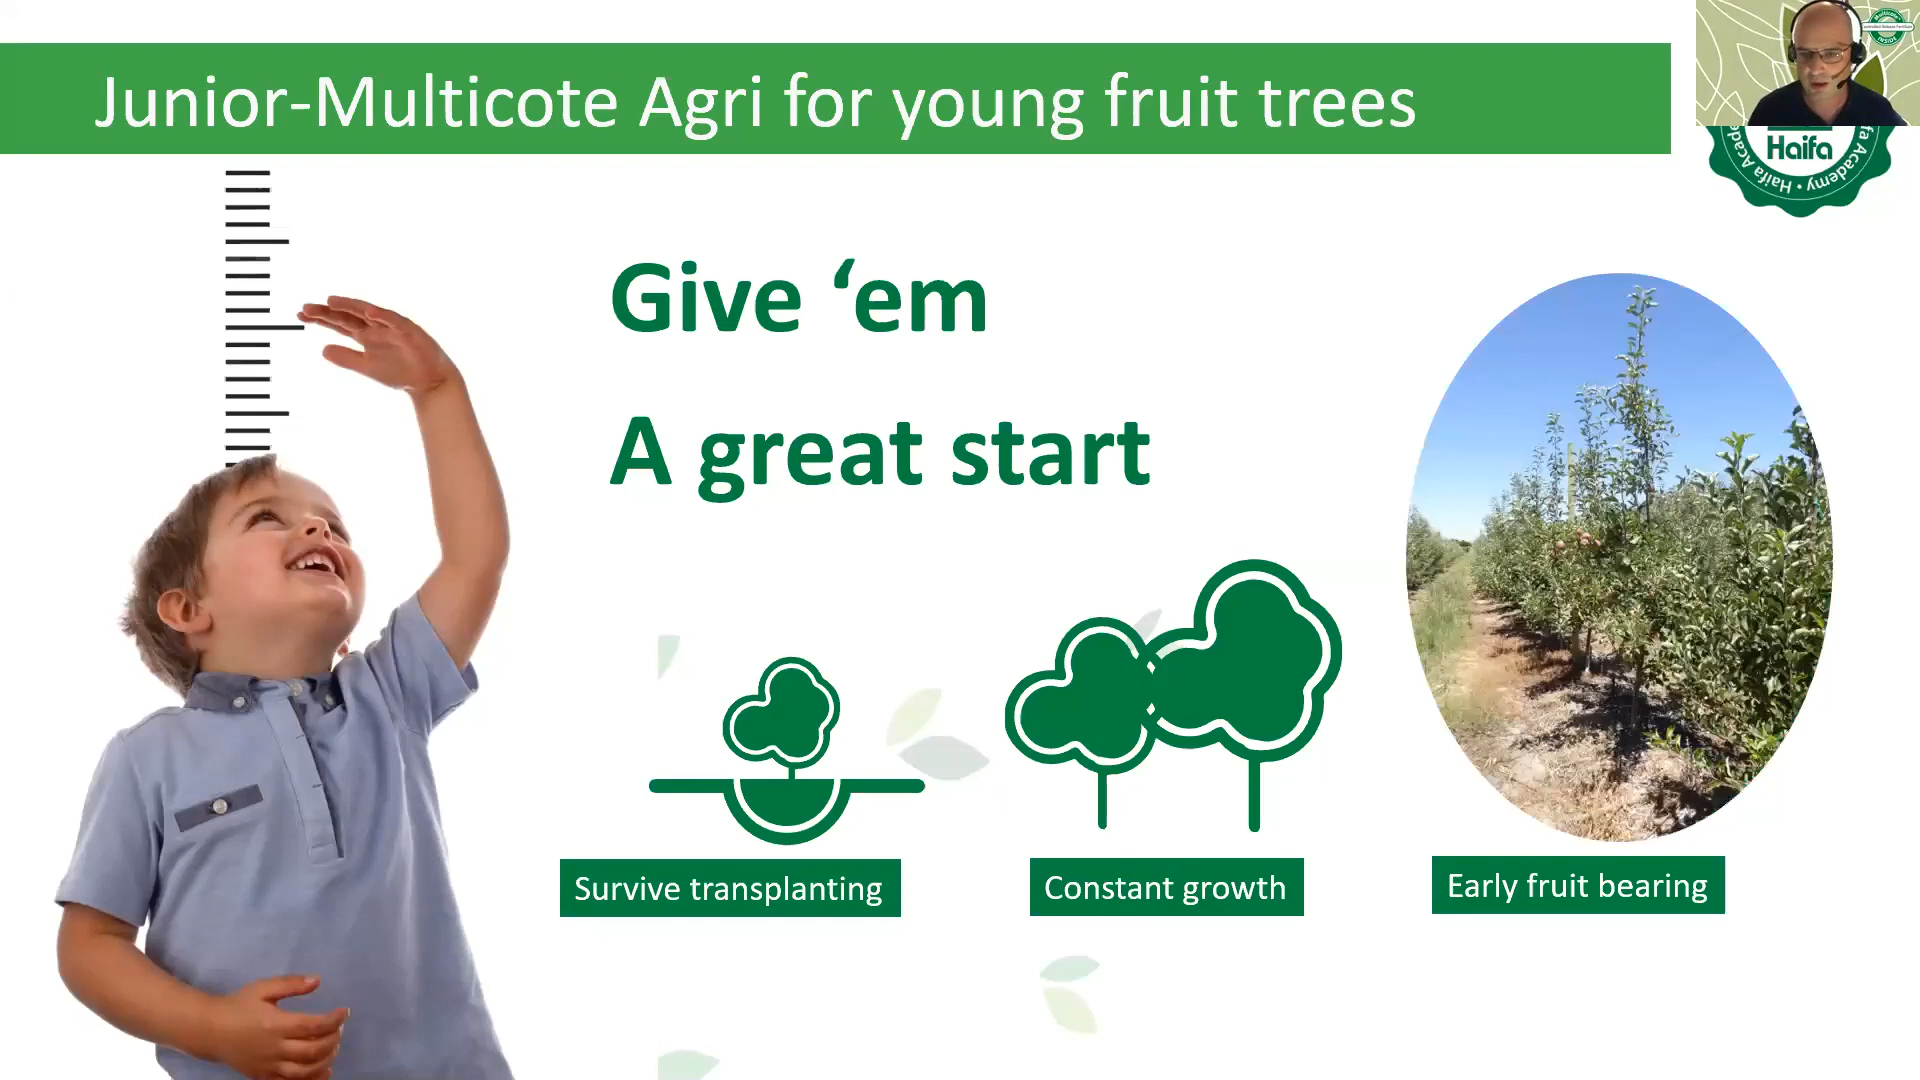 Junior-Multicote Agri for young fruit trees
Give ‘em
A great start
Survive transplanting
Constant growth
Early fruit bearing
Haifa
Haifa Academy